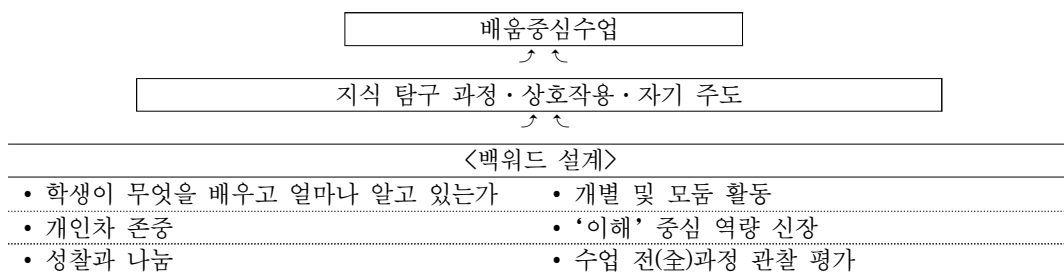 배움중심수업
지식 탐구 과정·상호작용·자기 주도
<백워드 설계>
• 학생이 무엇을 배우고 얼마나 알고 있는가 • 개별 및 모둠 활동
• 개인차 존중 • ‘이해’ 중심 역량 신장
• 성찰과 나눔 • 수업 전(全)과정 관찰 평가